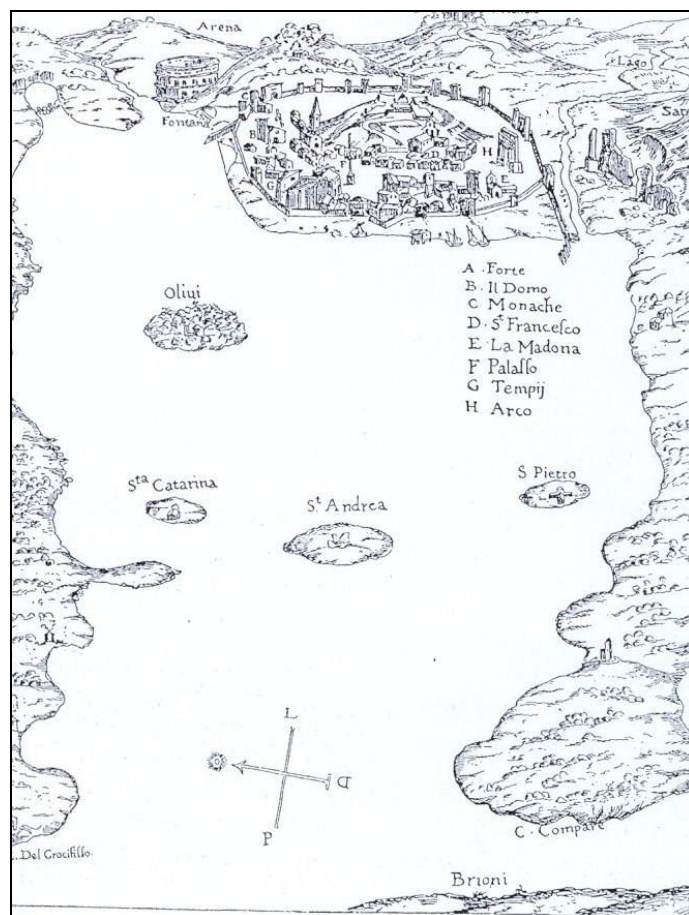 Arena
Lago
Fontana
San
B
F
D
H
G
E
A · Forte
B · Il Domo
C Monache
D · S.t Francesco
E · La Madona
F Palasso
G Tempij
H Arco
Oliui
Sta Catarina
St Andrea
S Pietro
L
D
P
C · Compare
.. Del Crocifisso.
Brioni